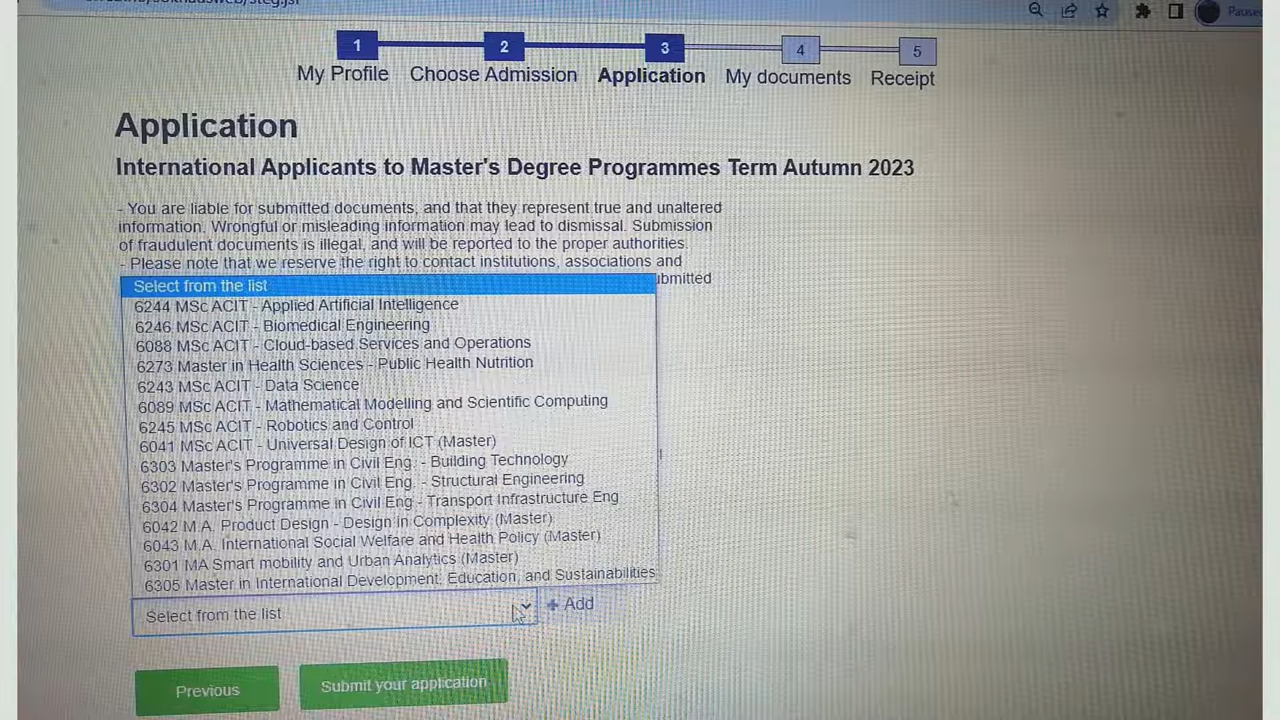 Paused
1
2
3
4
5
My Profile
Choose Admission
Application
My documents
Receipt
Application
International Applicants to Master's Degree Programmes Term Autumn 2023
- You are liable for submitted documents, and that they represent true and unaltered
information. Wrongful or misleading information may lead to dismissal. Submission
of fraudulent documents is illegal, and will be reported to the proper authorities.
- Please note that we reserve the right to contact institutions, associations and
ubmitted
Select from the list
6244 MSc ACIT - Applied Artificial Intelligence
6246 MSc ACIT - Biomedical Engineering
6088 MSc ACIT - Cloud-based Services and Operations
6273 Master in Health Sciences - Public Health Nutrition
6243 MSc ACIT - Data Science
6089 MSc ACIT - Mathematical Modelling and Scientific Computing
6245 MSc ACIT - Robotics and Control
6041 MSc ACIT - Universal Design of ICT (Master)
6303 Master's Programme in Civil Eng. - Building Technology
6302 Master's Programme in Civil Eng. - Structural Engineering
6304 Master's Programme in Civil Eng - Transport Infrastructure Eng
6042 M.A. Product Design - Design in Complexity (Master)
6043 M.A. International Social Welfare and Health Policy (Master)
6301 MA Smart mobility and Urban Analytics (Master)
6305 Master in International Development, Education, and Sustainabilities
Select from the list
+ Add
Previous
Submit your application